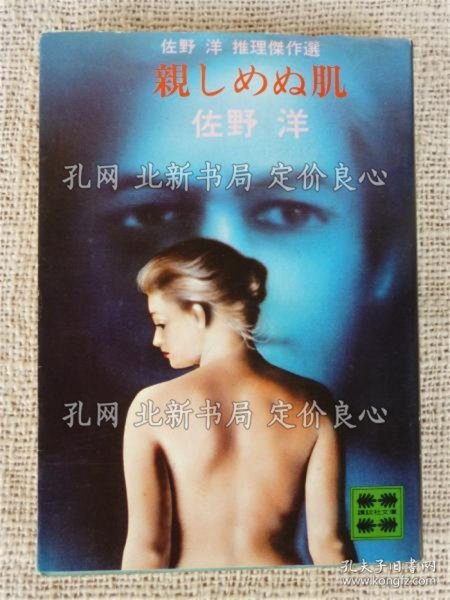 佐野 洋 推理傑作選
親しめぬ肌
佐野 洋
孔网 北新书局 定价良心
孔网 北新书局 定价良心
講談社文庫
孔夫子旧书网
www.kongfz.com